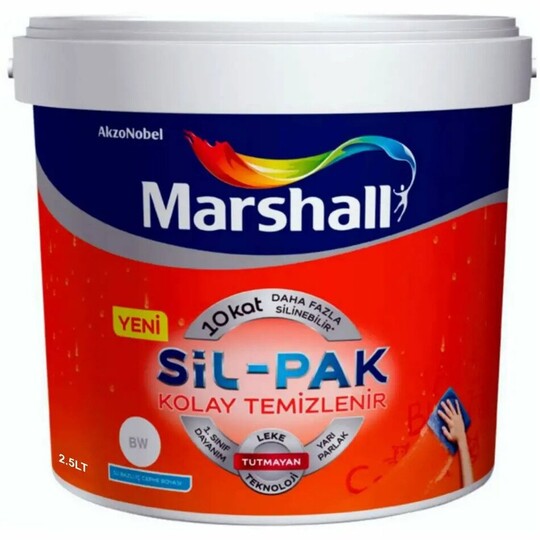 AkzoNobel
Marshall
YENİ
10 kat DAHA FAZLA
SİLİNEBİLİR*
SiL-PAK
KOLAY TEMİZLENİR
1. SINIF
DAYANIM
LEKE
TUTMAYAN
TEKNOLOJİ
YARI
PARLAK
BW
2.5LT